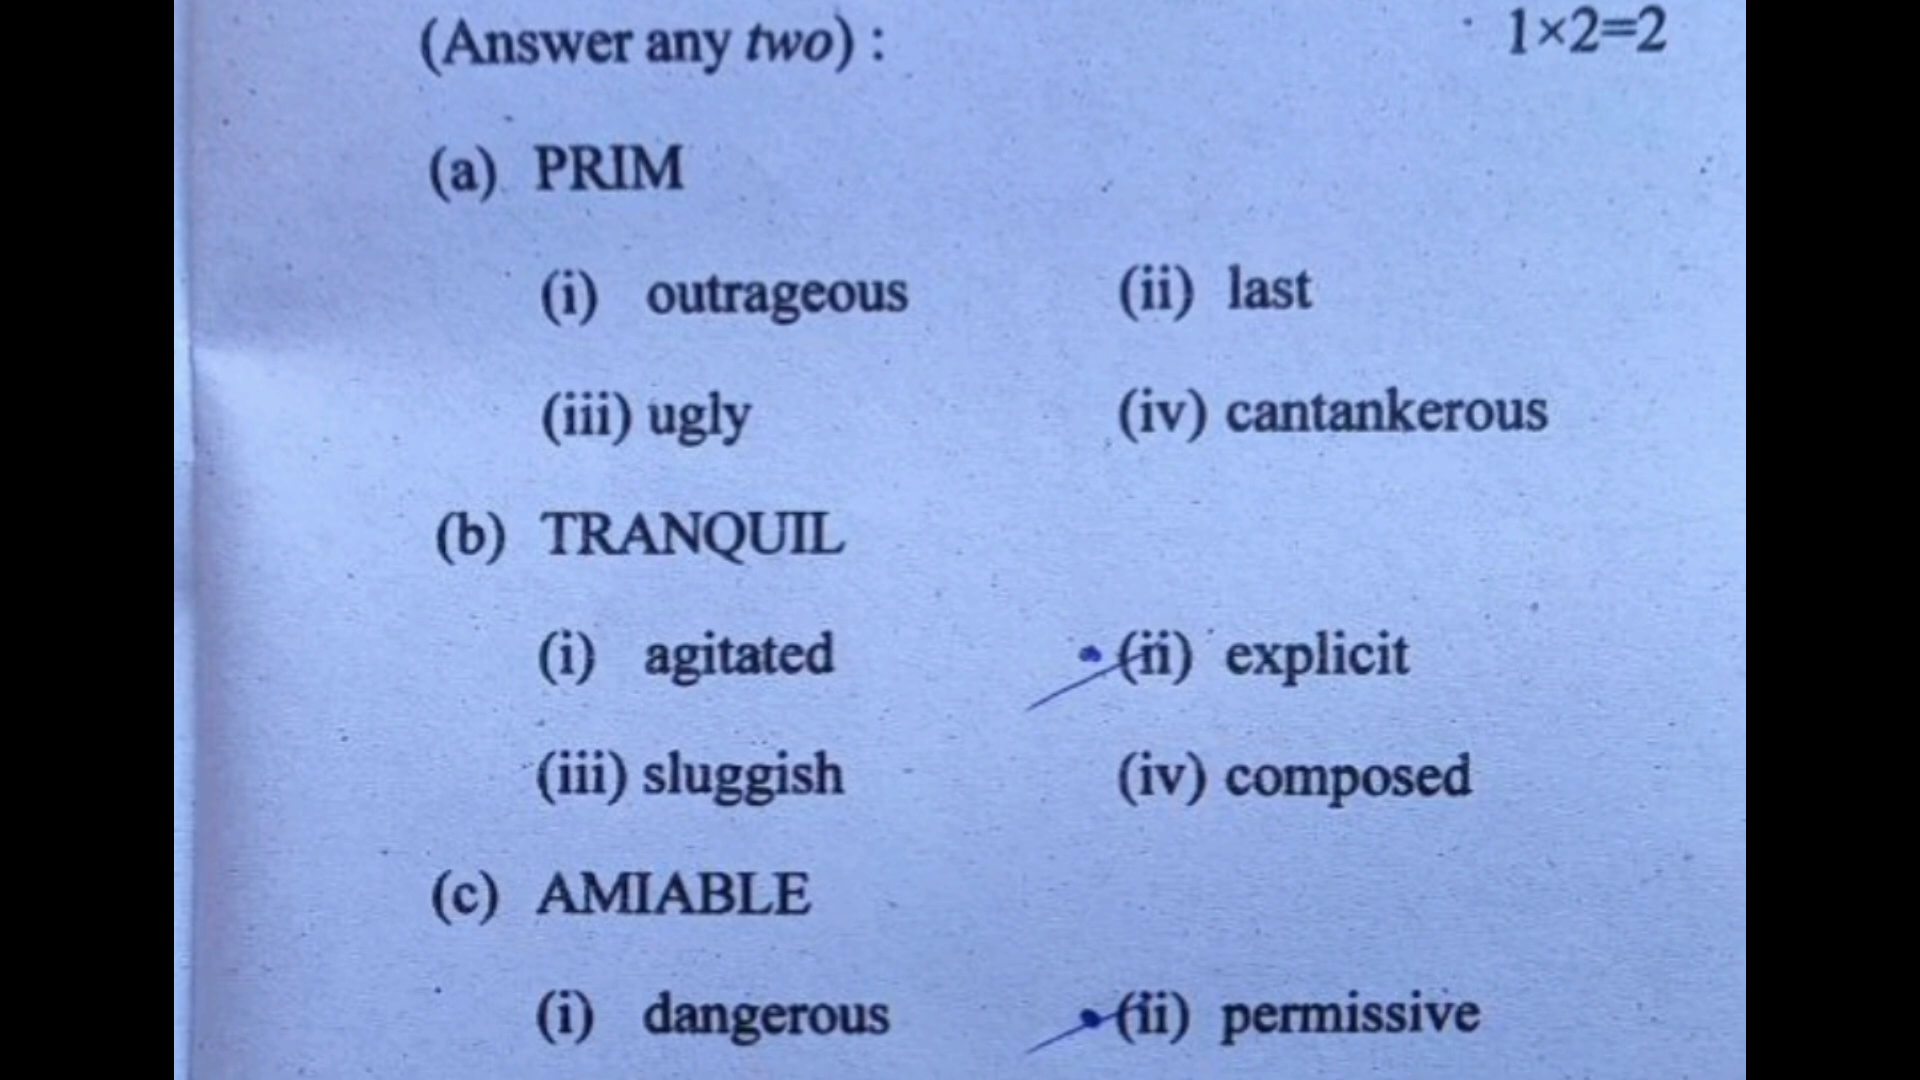 (Answer any two) : 1×2=2
(a) PRIM
(i) outrageous (ii) last
(iii) ugly (iv) cantankerous
(b) TRANQUIL
(i) agitated (ii) explicit
(iii) sluggish (iv) composed
(c) AMIABLE
(i) dangerous (ii) permissive